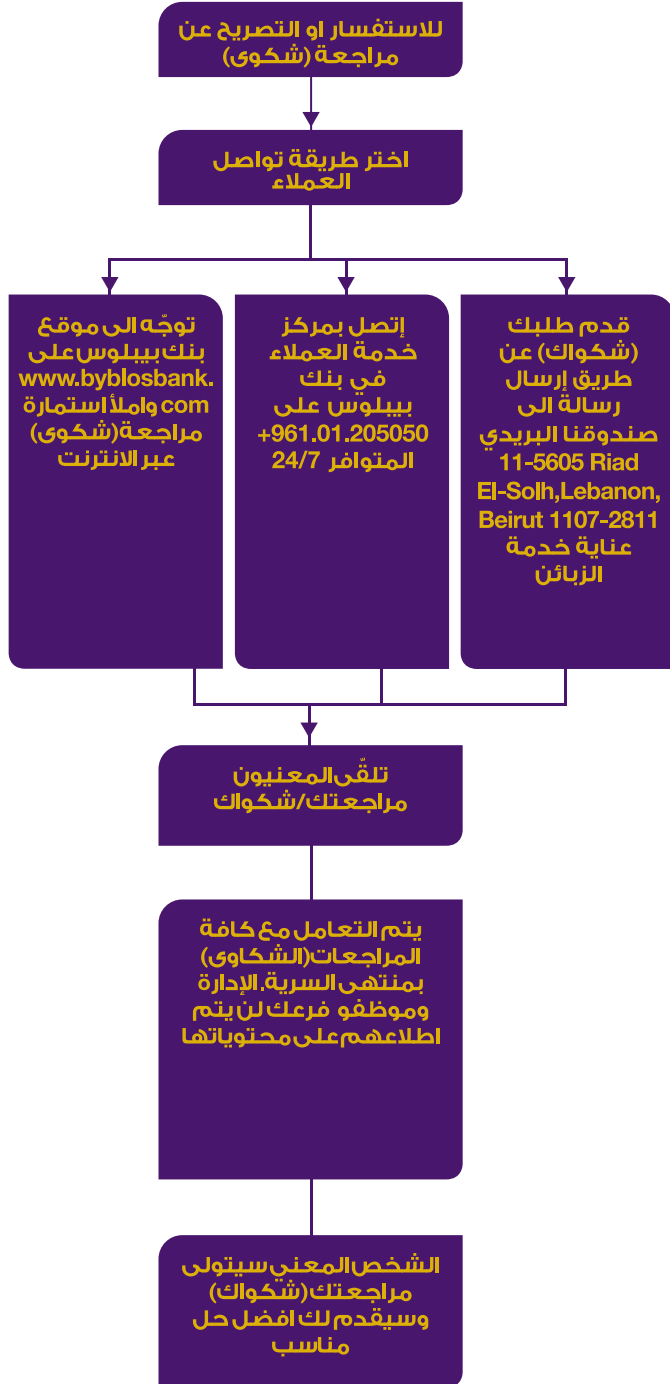 للاستفسار او التصريح عن
مراجعة (شكوى)
اختر طريقة تواصل
العملاء
قدم طلبك
(شكواك) عن
طريق إرسال
رسالة الى
صندوقنا البريدي
11-5605 Riad
El-Solh,Lebanon,
Beirut 1107-2811
عناية خدمة
الزبائن
إتصل بمركز
خدمة العملاء
في بنك
بيبلوس على
+961.01.205050
المتوافر 24/7
توجّه الى موقع
بنك بيبلوس على
www.byblosbank.
com واملأ استمارة
مراجعة(شكوى)
عبر الانترنت
تلقّى المعنيون
مراجعتك/شكواك
يتم التعامل مع كافة
المراجعات(الشكاوى)
بمنتهى السرية.الإدارة
وموظفو فرعك لن يتم
اطلاعهم على محتوياتها
الشخص المعني سيتولى
مراجعتك(شكواك)
وسيقدم لك افضل حل
مناسب